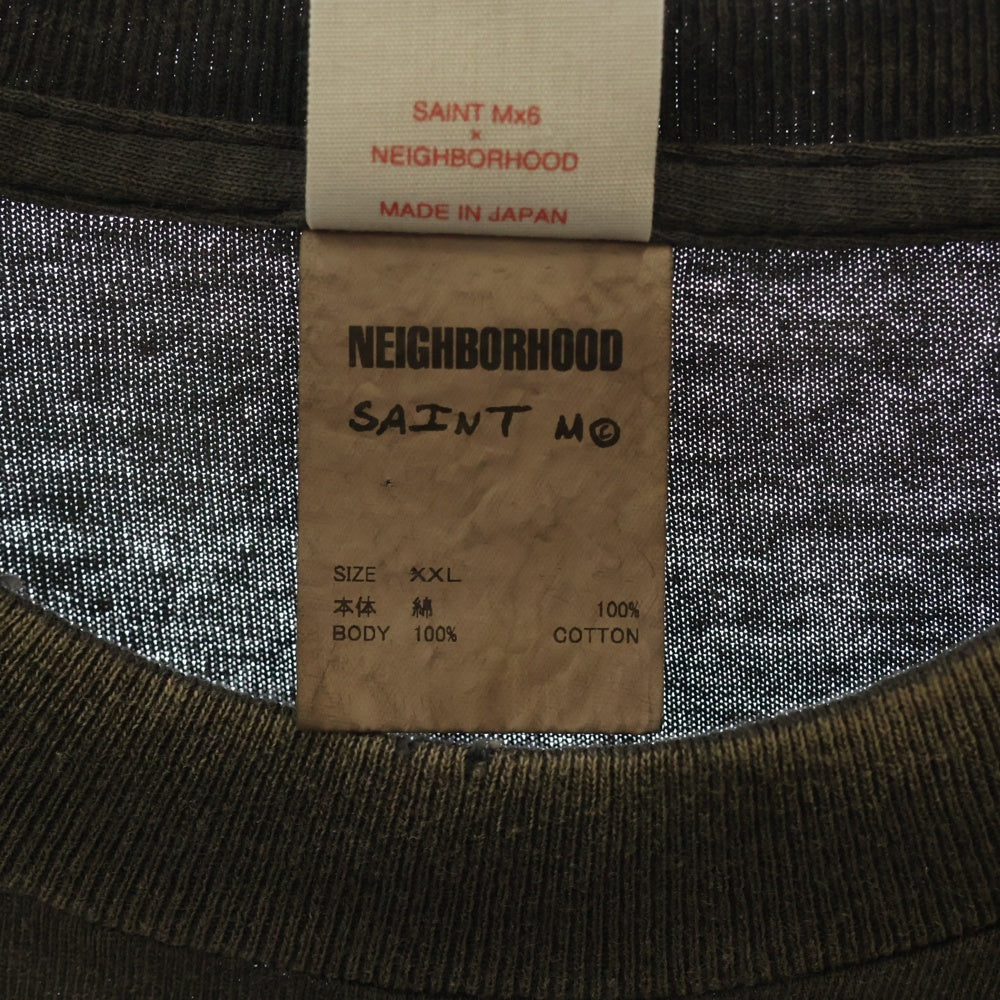 SAINT Mx6
×
NEIGHBORHOOD
MADE IN JAPAN
NEIGHBORHOOD
SAINT M©
SIZE XXL
本体 綿 100%
BODY 100% COTTON